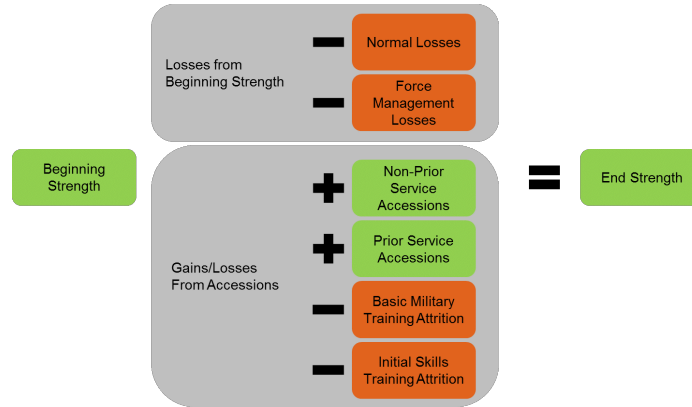 Beginning
Strength
Losses from
Beginning Strength
Normal Losses
Force
Management
Losses
Gains/Losses
From Accessions
Non-Prior
Service
Accessions
Prior Service
Accessions
Basic Military
Training Attrition
Initial Skills
Training Attrition
End Strength